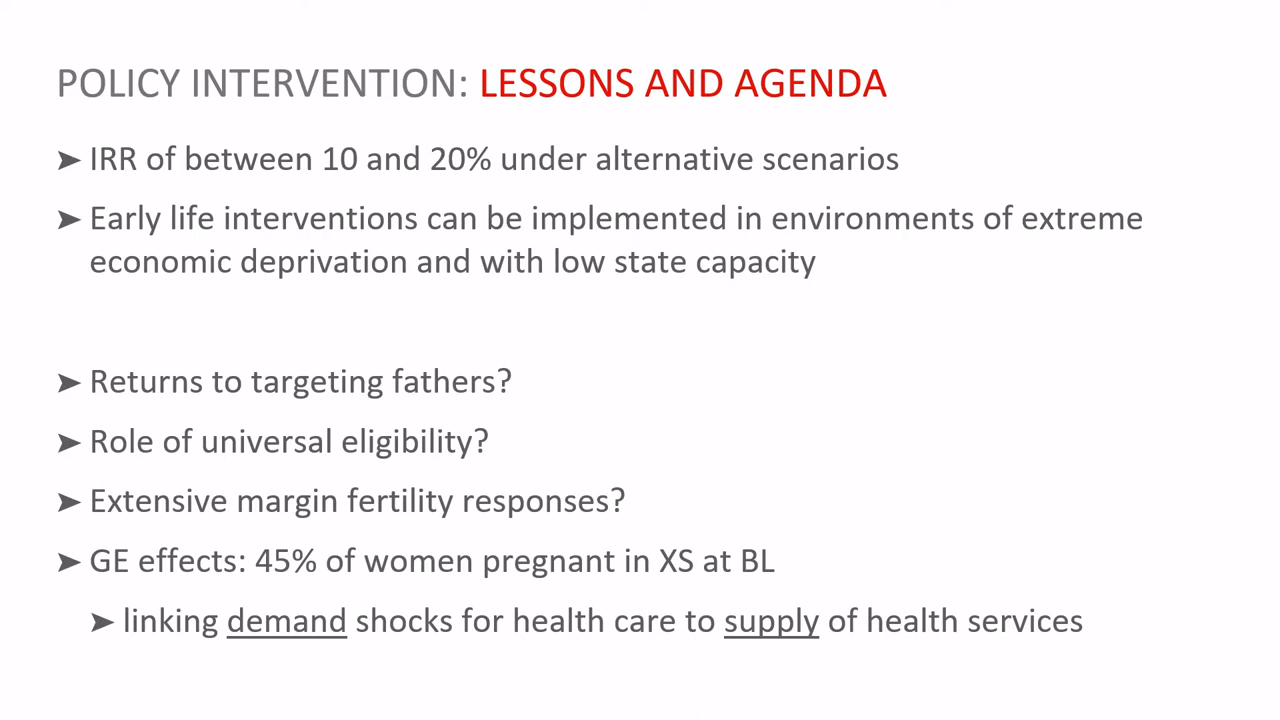 POLICY INTERVENTION: LESSONS AND AGENDA
➤ IRR of between 10 and 20% under alternative scenarios
➤ Early life interventions can be implemented in environments of extreme
economic deprivation and with low state capacity
➤ Returns to targeting fathers?
➤ Role of universal eligibility?
➤ Extensive margin fertility responses?
➤ GE effects: 45% of women pregnant in XS at BL
➤ linking demand shocks for health care to supply of health services